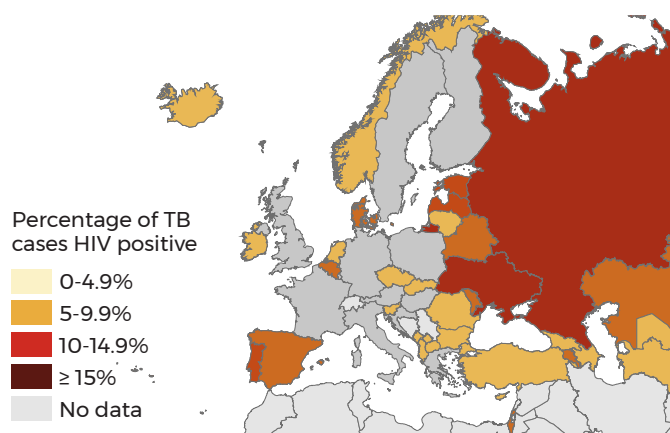 Percentage of TB
cases HIV positive
0-4.9%
5-9.9%
10-14.9%
≥ 15%
No data